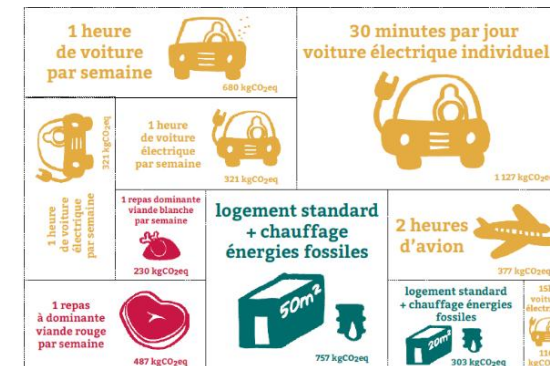 1 heure
de voiture
par semaine
680 kgCO₂eq
30 minutes par jour
voiture électrique individuel
1 127 kgCO₂e
1 heure
de voiture
électrique
par semaine
321 kgCO₂eq
1 heure
de voiture
électrique
par semaine
321 kgCO₂eq
1 repas dominante
viande blanche
par semaine
230 kgCO₂eq
logement standard
+ chauffage
énergies fossiles
50m²
757 kgCO₂eq
2 heures
d'avion
377 kgCO₂eq
1 repas
à dominante
viande rouge
par semaine
487 kgCO₂eq
logement standard
+ chauffage énergies
fossiles
20m²
303 kgCO₂eq